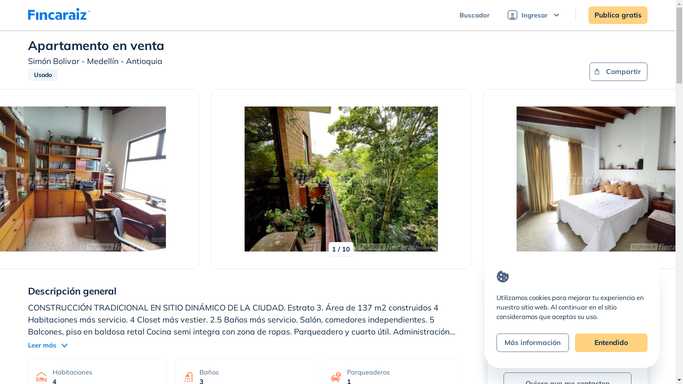 Fincaraiz
Buscador
Ingresar
Publica gratis
Apartamento en venta
Simón Bolivar - Medellín - Antioquia
Usado
Compartir
1 / 10
Descripción general
CONSTRUCCIÓN TRADICIONAL EN SITIO DINÁMICO DE LA CIUDAD. Estrato 3. Área de 137 m2 construidos 4
Habitaciones más servicio. 4 Closet más vestier. 2.5 Baños más servicio. Salón, comedores independientes. 5
Balcones, piso en baldosa retal Cocina semi integra con zona de ropas. Parqueadero y cuarto útil. Administración...
Leer más
Habitaciones
4
Baños
3
Parqueaderos
1
Utilizamos cookies para mejorar tu experiencia en
nuestro sitio web. Al continuar en el sitio
consideramos que aceptas su uso.
Más información
Entendido
Quiero que me contacten